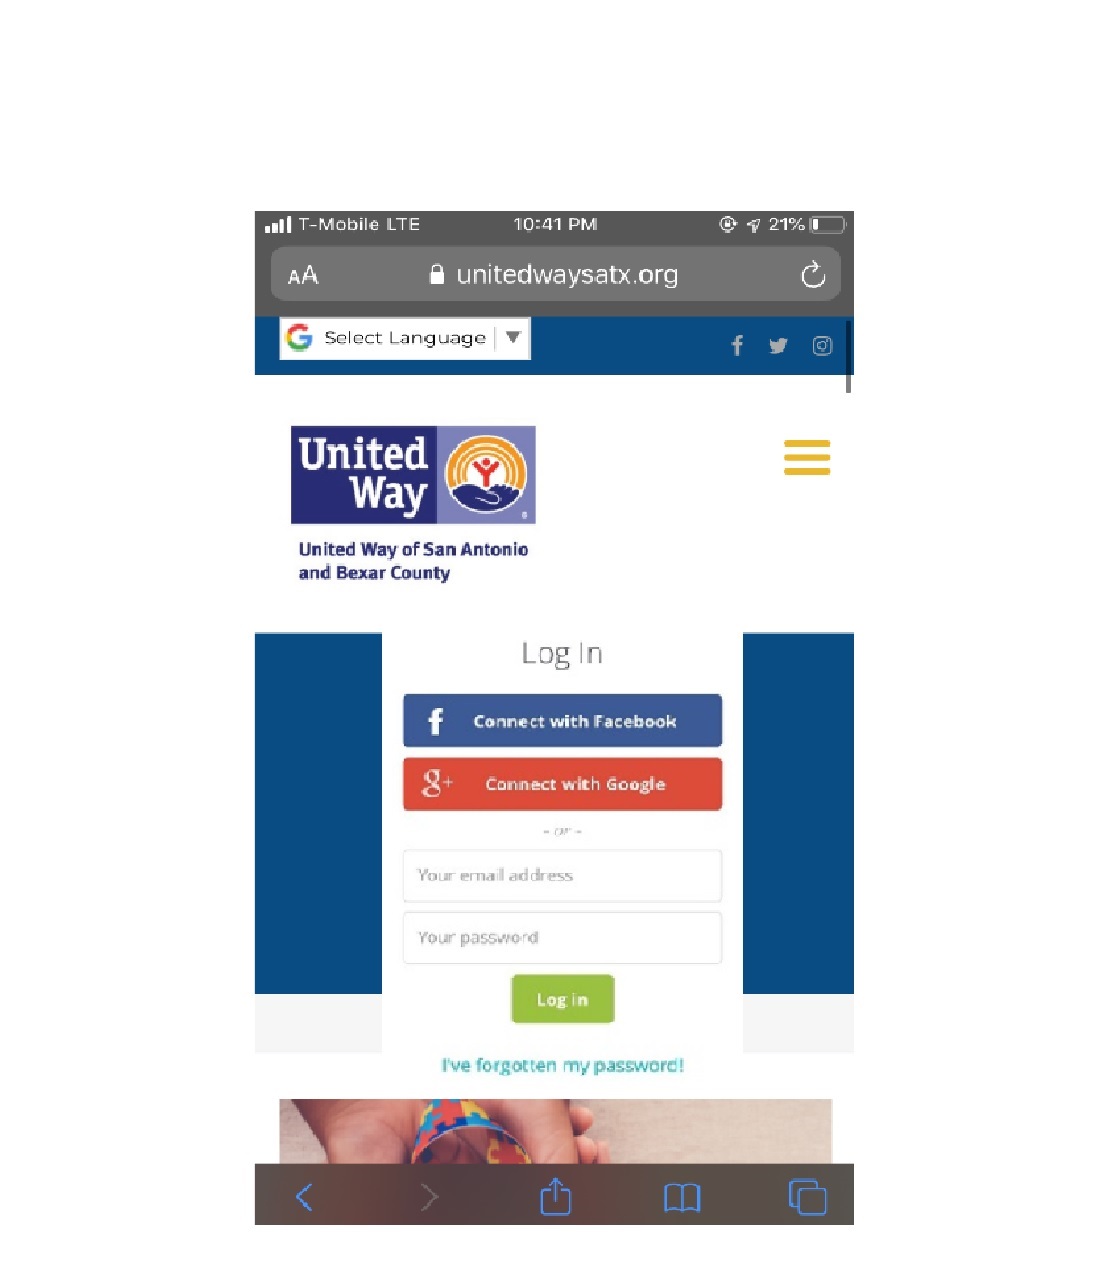 T-Mobile LTE 10:41 PM 21%
AA unitedwaysatx.org
G Select Language ▼
f
United
Way
®
United Way of San Antonio
and Bexar County
Log In
f Connect with Facebook
g+ Connect with Google
- or -
Your email address
Your password
Log in
I've forgotten my password!